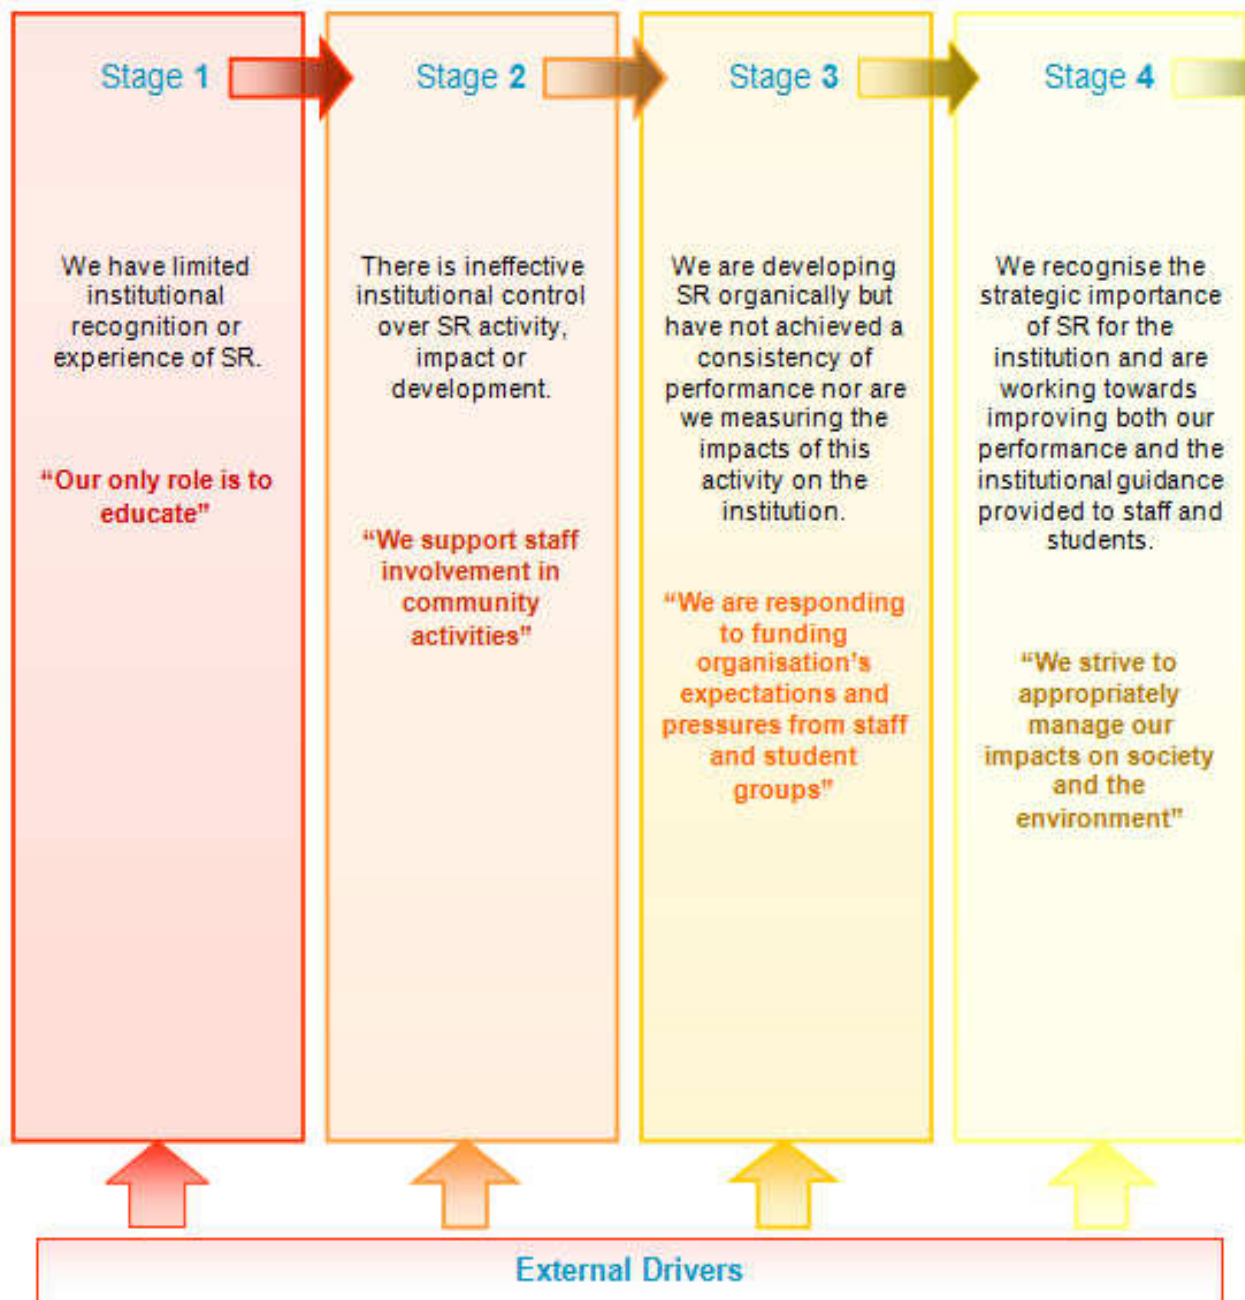 Stage 1
Stage 2
Stage 3
Stage 4
We have limited
institutional
recognition or
experience of SR.
“Our only role is to
educate”
There is ineffective
institutional control
over SR activity,
impact or
development.
“We support staff
involvement in
community
activities”
We are developing
SR organically but
have not achieved a
consistency of
performance nor are
we measuring the
impacts of this
activity on the
institution.
“We are responding
to funding
organisation’s
expectations and
pressures from staff
and student
groups”
We recognise the
strategic importance
of SR for the
institution and are
working towards
improving both our
performance and the
institutional guidance
provided to staff and
students.
“We strive to
appropriately
manage our
impacts on society
and the
environment”
External Drivers